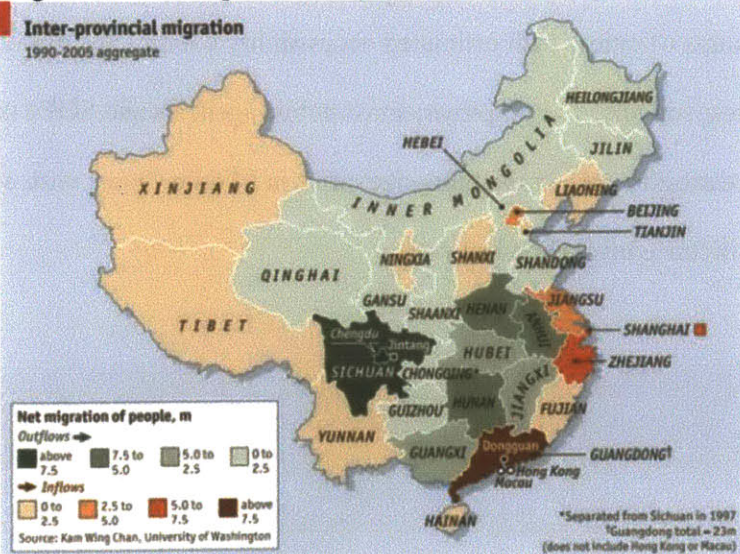 Inter-provincial migration
1990-2005 aggregate
HEILONGJIANG
JILIN
HEBEI
INNER MONGOLIA
LIAONING
XINJIANG
BEIJING
TIANJIN
NINGXIA
SHANXI
SHANDONG
QINGHAI
GANSU
SHAANXI
HENAN
JIANGSU
ANHUI
TIBET
Chengdu
Jintang
SHANGHAI
SICHUAN
CHONGQING*
HUBEI
ZHEJIANG
GUIZHOU
HUNAN
JIANGXI
FUJIAN
YUNNAN
GUANGXI
Dongguan
GUANGDONG†
Hong Kong
Macau
HAINAN
Net migration of people, m
Outflows
above 7.5
7.5 to 5.0
5.0 to 2.5
0 to 2.5
Inflows
0 to 2.5
2.5 to 5.0
5.0 to 7.5
above 7.5
Source: Kam Wing Chan, University of Washington
*Separated from Sichuan in 1997
†Guangdong total = 23m
(does not include Hong Kong or Macau)